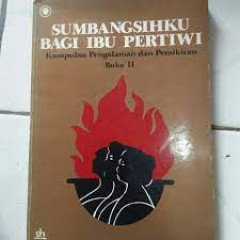 SUMBANGSIHKU
BAGI IBU PERTIWI
Kumpulan Pengalaman dan Pemikiran
Buku II